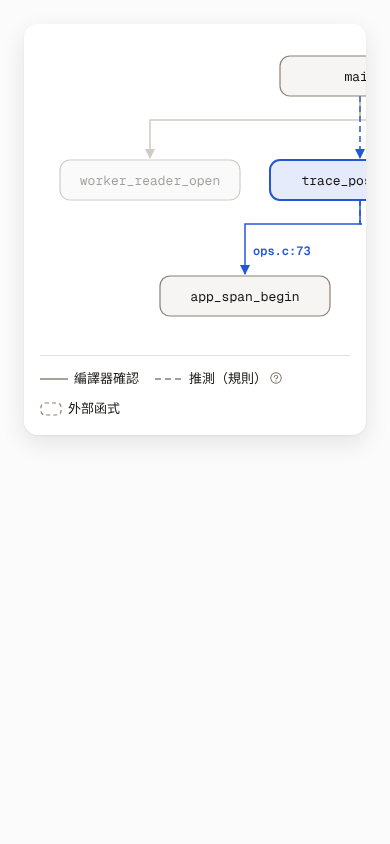 mai
worker_reader_open
trace_pos
ops.c:73
app_span_begin
編譯器確認
推測（規則）
外部函式